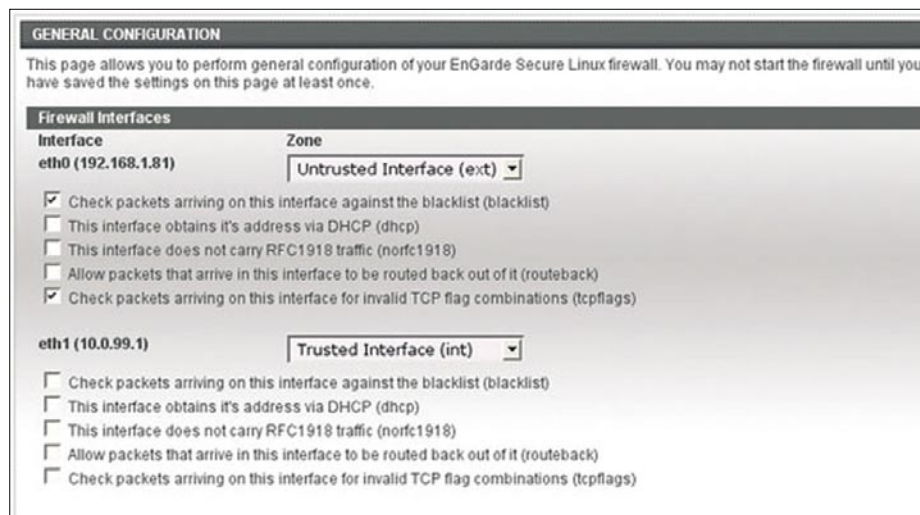 GENERAL CONFIGURATION
This page allows you to perform general configuration of your EnGarde Secure Linux firewall. You may not start the firewall until you
have saved the settings on this page at least once.
Firewall Interfaces
Interface Zone
eth0 (192.168.1.81) Untrusted Interface (ext)
Check packets arriving on this interface against the blacklist (blacklist)
This interface obtains it's address via DHCP (dhcp)
This interface does not carry RFC1918 traffic (norfc1918)
Allow packets that arrive in this interface to be routed back out of it (routeback)
Check packets arriving on this interface for invalid TCP flag combinations (tcpflags)
eth1 (10.0.99.1) Trusted Interface (int)
Check packets arriving on this interface against the blacklist (blacklist)
This interface obtains it's address via DHCP (dhcp)
This interface does not carry RFC1918 traffic (norfc1918)
Allow packets that arrive in this interface to be routed back out of it (routeback)
Check packets arriving on this interface for invalid TCP flag combinations (tcpflags)